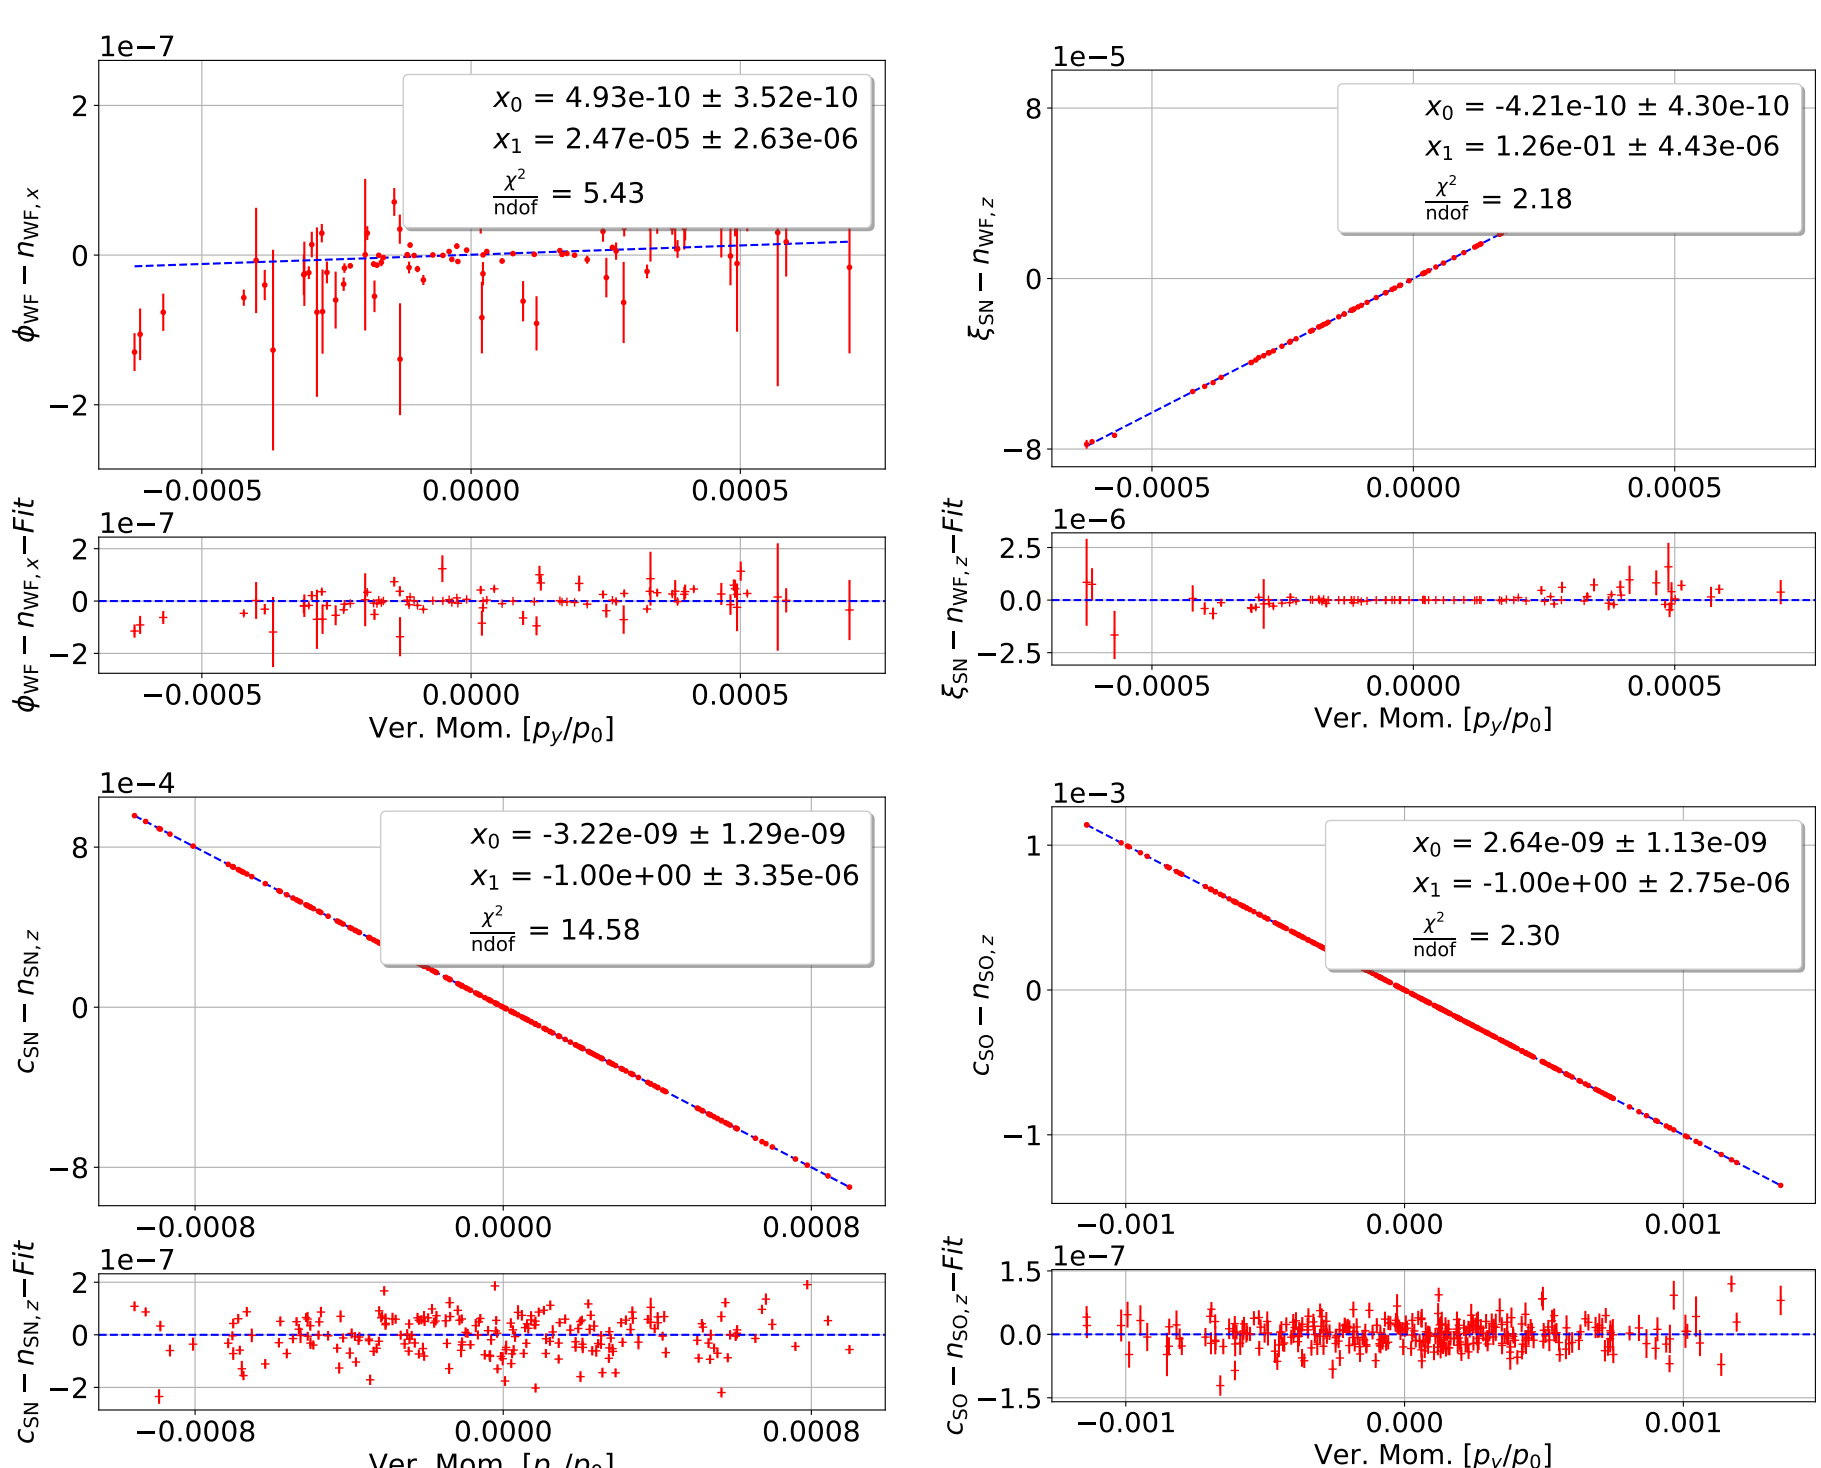 1e−7
2
0
−2
ϕWF − nWF, x
x0 = 4.93e-10 ± 3.52e-10
x1 = 2.47e-05 ± 2.63e-06
χ2/ndof = 5.43
−0.0005 0.0000 0.0005
1e−7
2
0
−2
ϕWF − nWF, x−Fit
−0.0005 0.0000 0.0005
Ver. Mom. [py/p0]
1e−5
8
0
−8
ξSN − nWF, z
x0 = -4.21e-10 ± 4.30e-10
x1 = 1.26e-01 ± 4.43e-06
χ2/ndof = 2.18
−0.0005 0.0000 0.0005
1e−6
2.5
0.0
−2.5
ξSN − nWF, z−Fit
−0.0005 0.0000 0.0005
Ver. Mom. [py/p0]
1e−4
8
0
−8
cSN − nSN, z
x0 = -3.22e-09 ± 1.29e-09
x1 = -1.00e+00 ± 3.35e-06
χ2/ndof = 14.58
−0.0008 0.0000 0.0008
1e−7
2
0
−2
cSN − nSN, z−Fit
−0.0008 0.0000 0.0008
Ver. Mom. [py/p0]
1e−3
1
0
−1
cSO − nSO, z
x0 = 2.64e-09 ± 1.13e-09
x1 = -1.00e+00 ± 2.75e-06
χ2/ndof = 2.30
−0.001 0.000 0.001
1e−7
1.5
0.0
−1.5
cSO − nSO, z−Fit
−0.001 0.000 0.001
Ver. Mom. [py/p0]